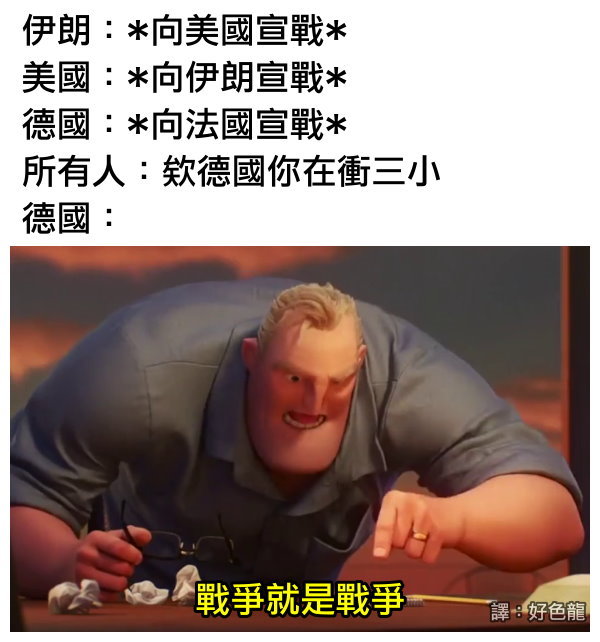 伊朗：*向美國宣戰*
美國：*向伊朗宣戰*
德國：*向法國宣戰*
所有人：欸德國你在衝三小
德國：
戰爭就是戰爭
譯：好色龍